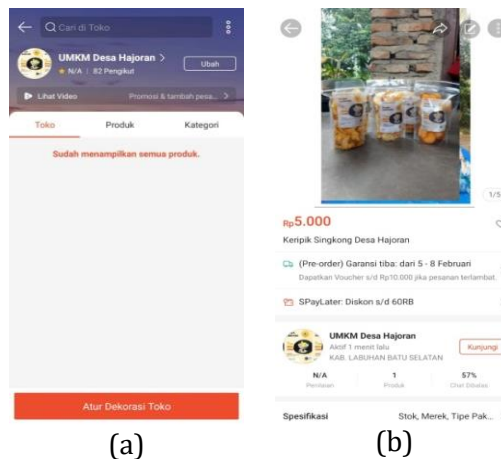 Cari di Toko
UMKM Desa Hajoran >
N/A | 82 Pengikut
Ubah
Lihat Video
Promosi & tambah pesa... >
Toko
Produk
Kategori
Sudah menampilkan semua produk.
Atur Dekorasi Toko
(a)
1/5
Rp5.000
Keripik Singkong Desa Hajoran
(Pre-order) Garansi tiba: dari 5 - 8 Februari
Dapatkan Voucher s/d Rp10.000 jika pesanan terlambat.
SPayLater: Diskon s/d 60RB
UMKM Desa Hajoran
Aktif 1 menit lalu
KAB. LABUHAN BATU SELATAN
Kunjungi
N/A
Penilaian
1
Produk
57%
Chat Dibalas
Spesifikasi
Stok, Merek, Tipe Pak...
(b)